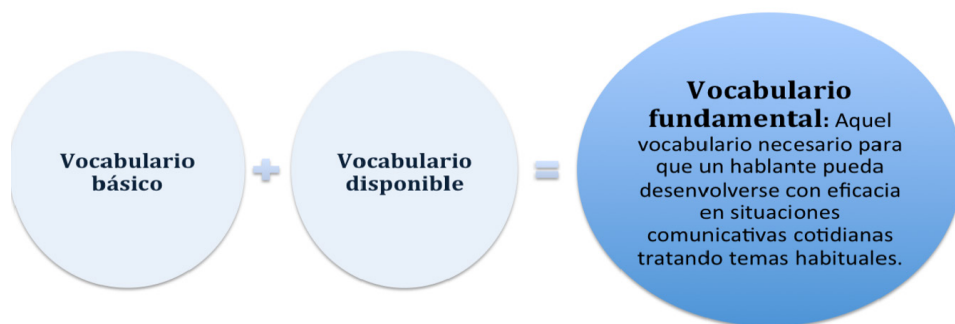 Vocabulario
básico
+
Vocabulario
disponible
=
Vocabulario
fundamental: Aquel
vocabulario necesario para
que un hablante pueda
desenvolverse con eficacia
en situaciones
comunicativas cotidianas
tratando temas habituales.